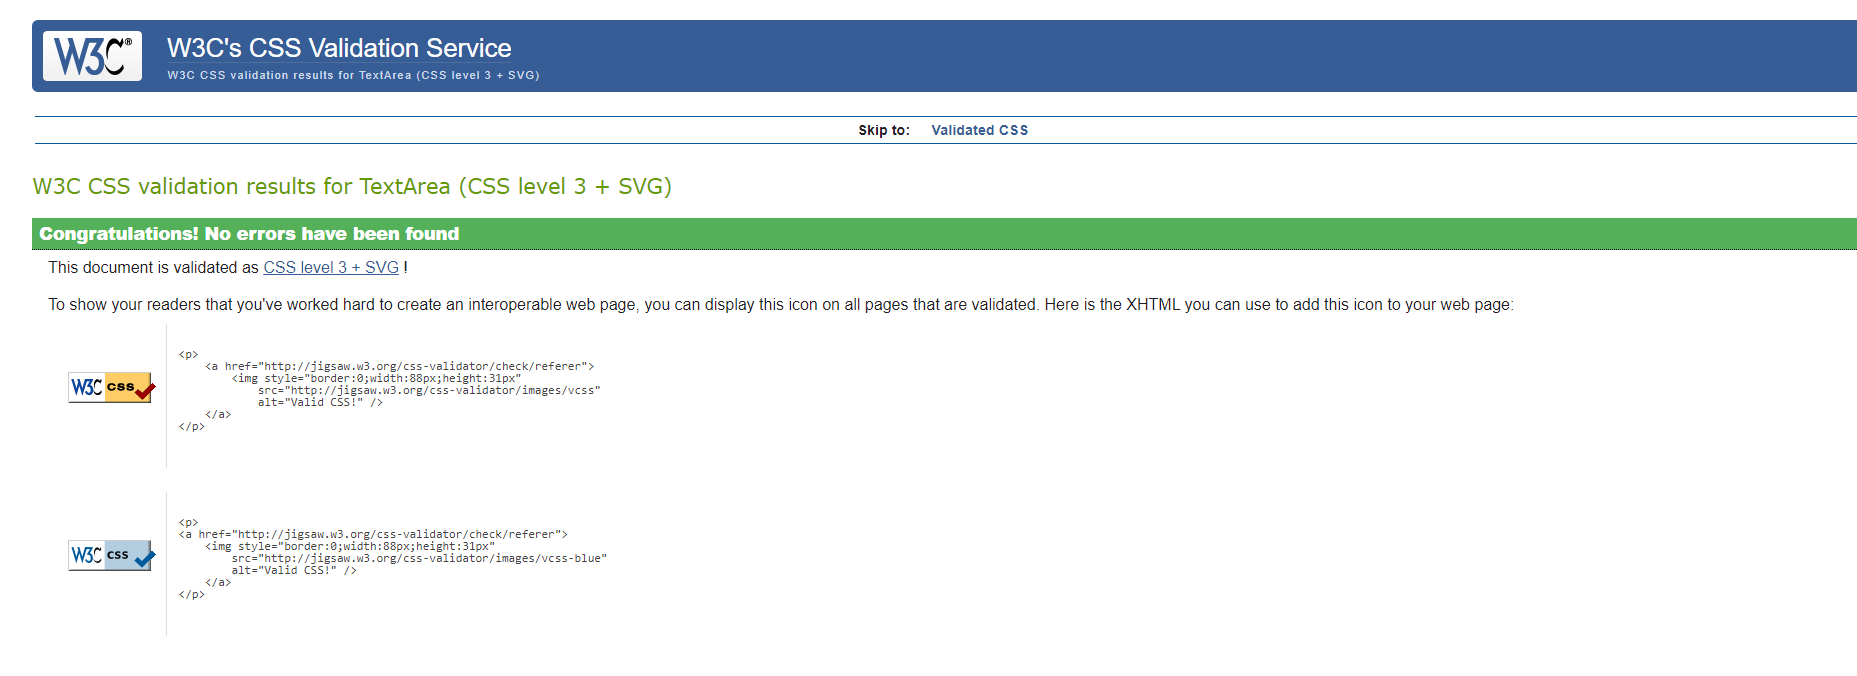 W3C® W3C's CSS Validation Service
W3C CSS validation results for TextArea (CSS level 3 + SVG)
Skip to: Validated CSS
W3C CSS validation results for TextArea (CSS level 3 + SVG)
Congratulations! No errors have been found
This document is validated as CSS level 3 + SVG !
To show your readers that you've worked hard to create an interoperable web page, you can display this icon on all pages that are validated. Here is the XHTML you can use to add this icon to your web page:
W3C css
<p>
<a href="http://jigsaw.w3.org/css-validator/check/referer">
<img style="border:0;width:88px;height:31px"
src="http://jigsaw.w3.org/css-validator/images/vcss"
alt="Valid CSS!" />
</a>
</p>
W3C css
<p>
<a href="http://jigsaw.w3.org/css-validator/check/referer">
<img style="border:0;width:88px;height:31px"
src="http://jigsaw.w3.org/css-validator/images/vcss-blue"
alt="Valid CSS!" />
</a>
</p>